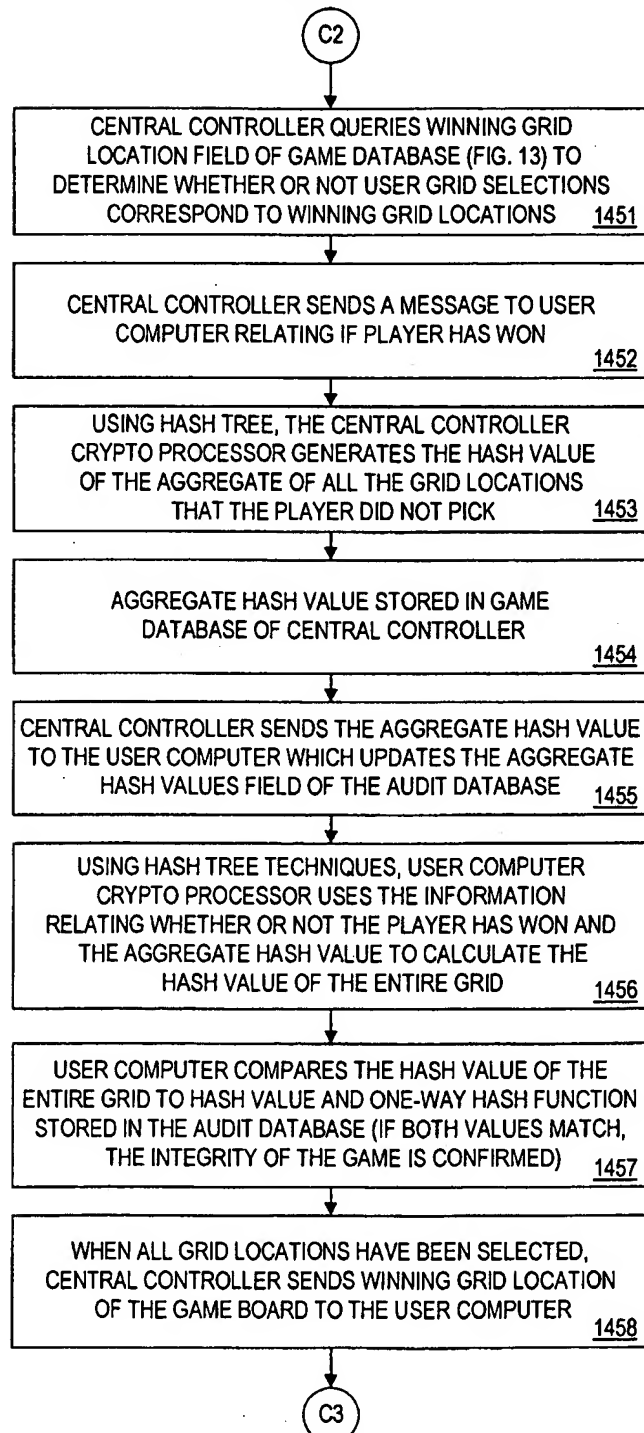 C2
CENTRAL CONTROLLER QUERIES WINNING GRID
LOCATION FIELD OF GAME DATABASE (FIG. 13) TO
DETERMINE WHETHER OR NOT USER GRID SELECTIONS
CORRESPOND TO WINNING GRID LOCATIONS 1451
CENTRAL CONTROLLER SENDS A MESSAGE TO USER
COMPUTER RELATING IF PLAYER HAS WON
1452
USING HASH TREE, THE CENTRAL CONTROLLER
CRYPTO PROCESSOR GENERATES THE HASH VALUE
OF THE AGGREGATE OF ALL THE GRID LOCATIONS
THAT THE PLAYER DID NOT PICK 1453
AGGREGATE HASH VALUE STORED IN GAME
DATABASE OF CENTRAL CONTROLLER
1454
CENTRAL CONTROLLER SENDS THE AGGREGATE HASH VALUE
TO THE USER COMPUTER WHICH UPDATES THE AGGREGATE
HASH VALUES FIELD OF THE AUDIT DATABASE 1455
USING HASH TREE TECHNIQUES, USER COMPUTER
CRYPTO PROCESSOR USES THE INFORMATION
RELATING WHETHER OR NOT THE PLAYER HAS WON AND
THE AGGREGATE HASH VALUE TO CALCULATE THE
HASH VALUE OF THE ENTIRE GRID 1456
USER COMPUTER COMPARES THE HASH VALUE OF THE
ENTIRE GRID TO HASH VALUE AND ONE-WAY HASH FUNCTION
STORED IN THE AUDIT DATABASE (IF BOTH VALUES MATCH,
THE INTEGRITY OF THE GAME IS CONFIRMED) 1457
WHEN ALL GRID LOCATIONS HAVE BEEN SELECTED,
CENTRAL CONTROLLER SENDS WINNING GRID LOCATION
OF THE GAME BOARD TO THE USER COMPUTER 1458
C3